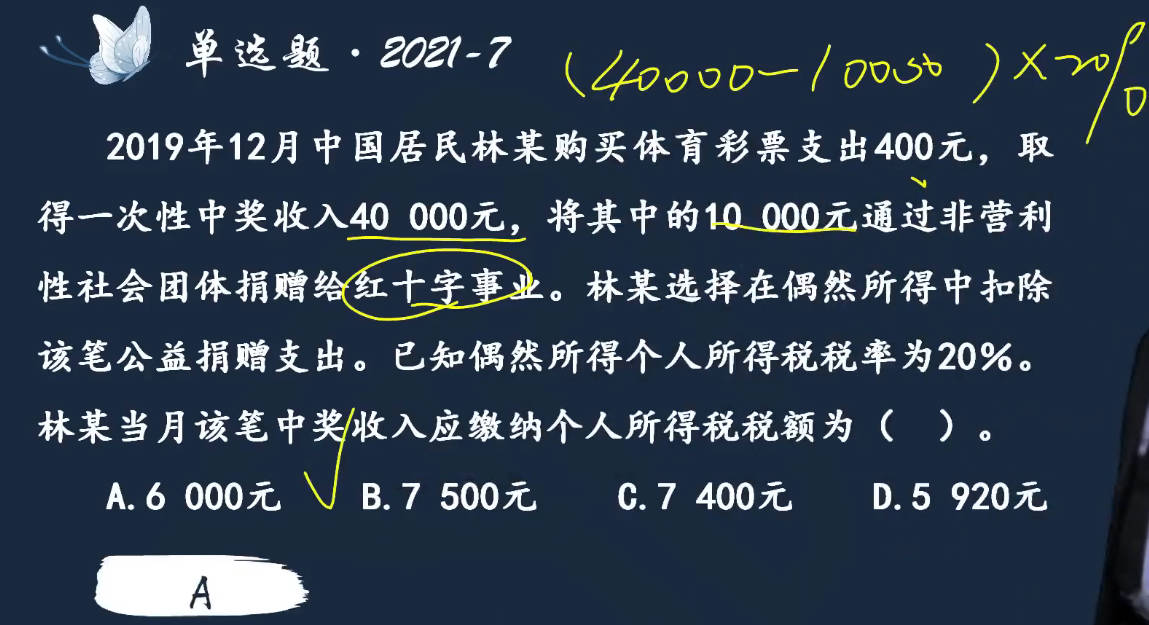 单选题·2021-7
(40000-10000)×20%
2019年12月中国居民林某购买体育彩票支出400元，取
得一次性中奖收入40 000元，将其中的10 000元通过非营利
性社会团体捐赠给红十字事业。林某选择在偶然所得中扣除
该笔公益捐赠支出。已知偶然所得个人所得税税率为20%。
林某当月该笔中奖收入应缴纳个人所得税税额为（ ）。
A.6 000元 B.7 500元 C.7 400元 D.5 920元
A